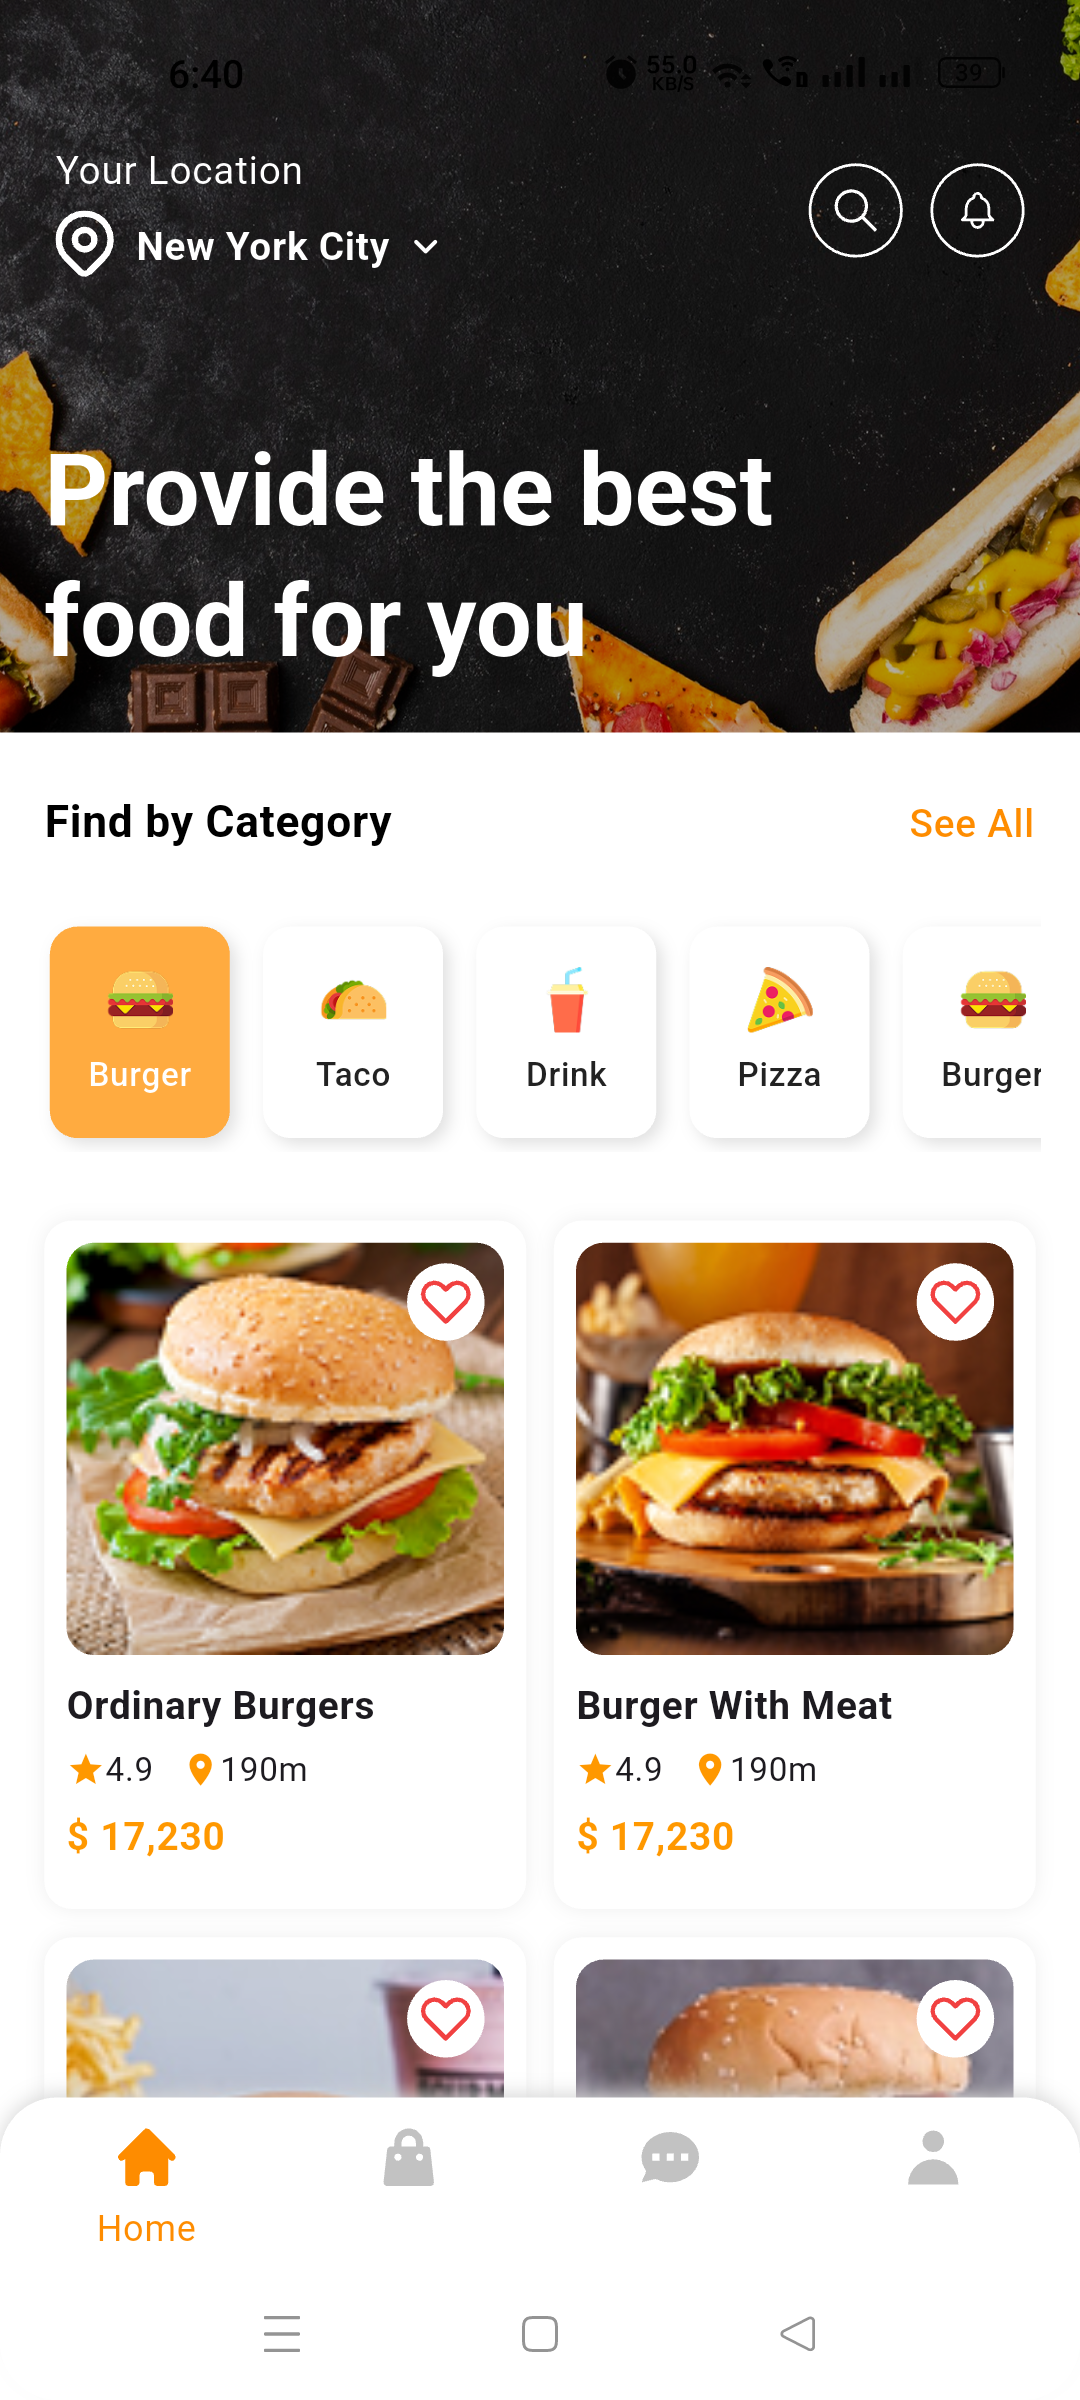 6:40
55.0
KB/S
39
Your Location
New York City
Provide the best
food for you
Find by Category
See All
Burger
Taco
Drink
Pizza
Burger
Ordinary Burgers
Burger With Meat
4.9
190m
4.9
190m
$ 17,230
$ 17,230
Home